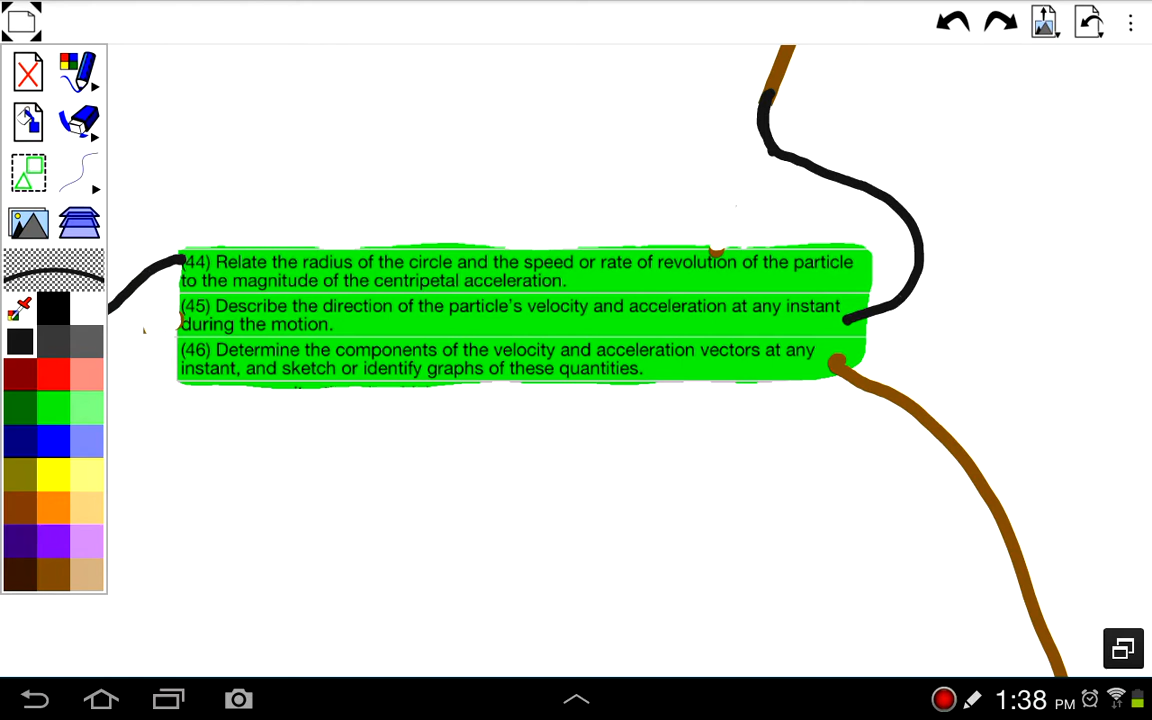 (44) Relate the radius of the circle and the speed or rate of revolution of the particle
to the magnitude of the centripetal acceleration.
(45) Describe the direction of the particle's velocity and acceleration at any instant
during the motion.
(46) Determine the components of the velocity and acceleration vectors at any
instant, and sketch or identify graphs of these quantities.
1:38 PM